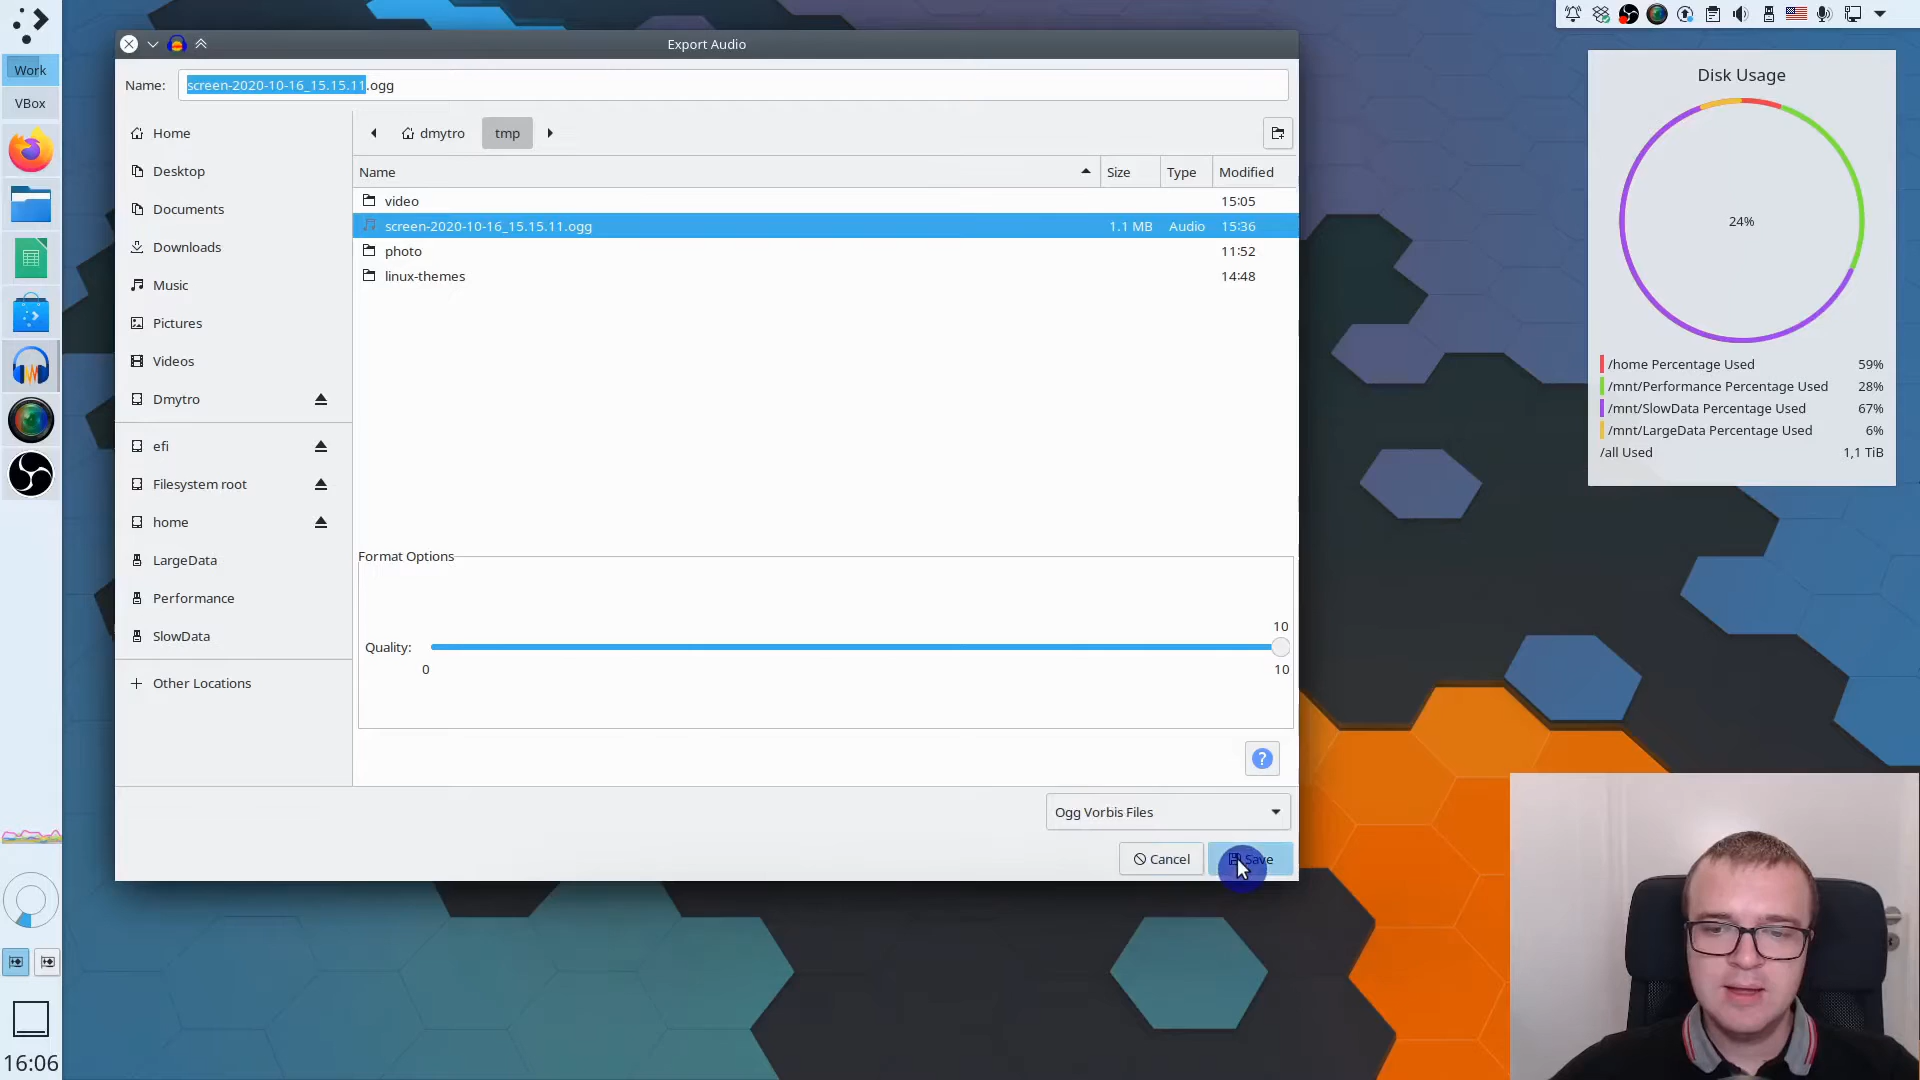 Export Audio
Work
VBox
Name: screen-2020-10-16_15.15.11.ogg
Home
Desktop
Documents
Downloads
Music
Pictures
Videos
Dmytro
efi
Filesystem root
home
LargeData
Performance
SlowData
Other Locations
dmytro tmp
Name Size Type Modified
video 15:05
screen-2020-10-16_15.15.11.ogg 1.1 MB Audio 15:36
photo 11:52
linux-themes 14:48
Format Options
10
Quality:
0 10
?
Ogg Vorbis Files
Cancel Save
Disk Usage
24%
/home Percentage Used 59%
/mnt/Performance Percentage Used 28%
/mnt/SlowData Percentage Used 67%
/mnt/LargeData Percentage Used 6%
/all Used 1,1 TiB
16:06